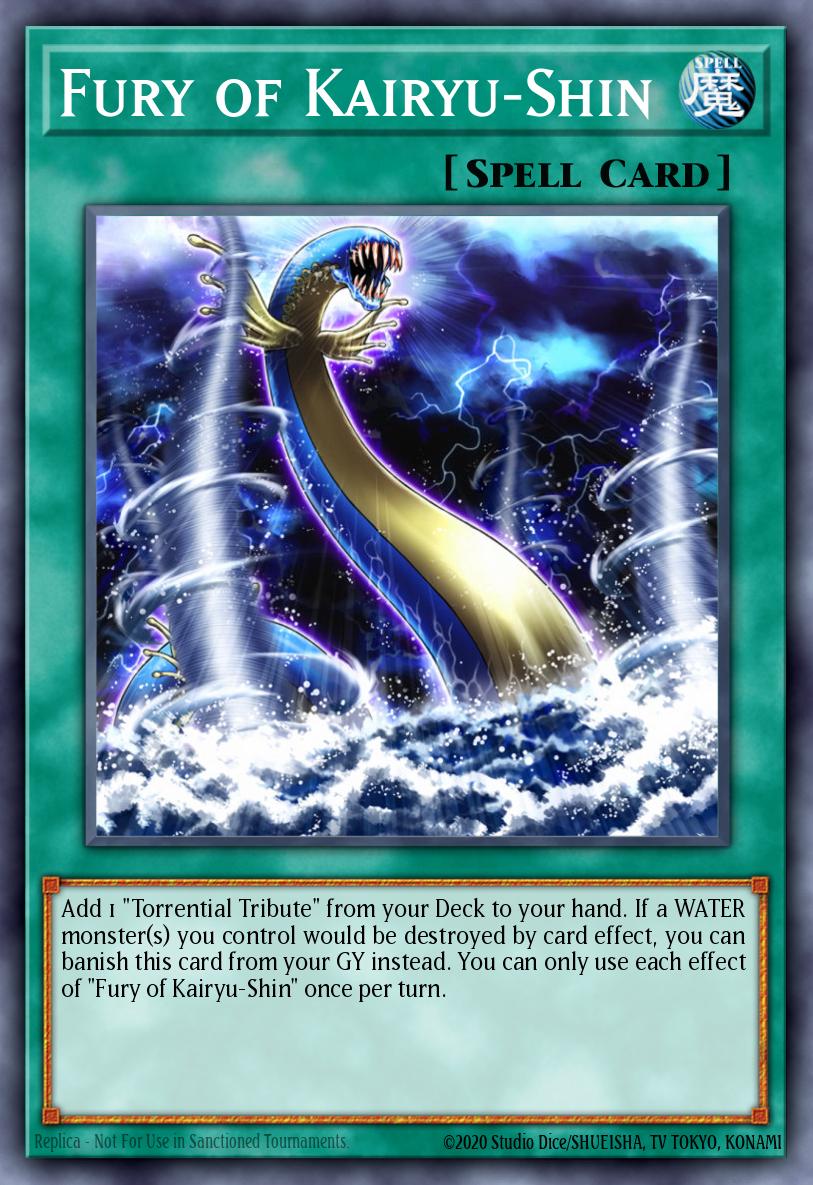 Fury of Kairyu-Shin
SPELL
魔
[Spell Card]
Add 1 "Torrential Tribute" from your Deck to your hand. If a WATER
monster(s) you control would be destroyed by card effect, you can
banish this card from your GY instead. You can only use each effect
of "Fury of Kairyu-Shin" once per turn.
Replica - Not For Use in Sanctioned Tournaments.
©2020 Studio Dice/SHUEISHA, TV TOKYO, KONAMI